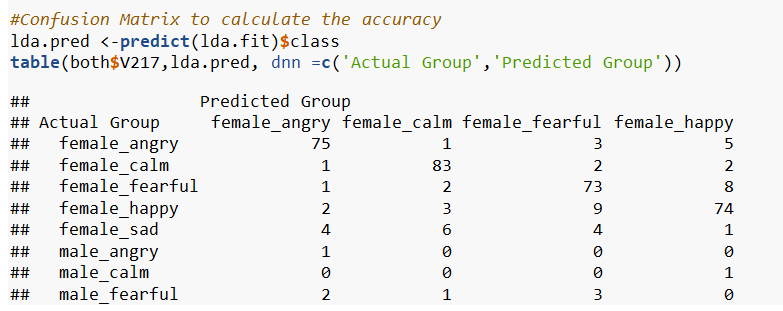 #Confusion Matrix to calculate the accuracy
lda.pred <-predict(lda.fit)$class
table(both$V217,lda.pred, dnn =c('Actual Group','Predicted Group'))
##                 Predicted Group
## Actual Group     female_angry female_calm female_fearful female_happy
##   female_angry             75           1              3            5
##   female_calm               1          83              2            2
##   female_fearful            1           2             73            8
##   female_happy              2           3              9           74
##   female_sad                4           6              4            1
##   male_angry                1           0              0            0
##   male_calm                 0           0              0            1
##   male_fearful              2           1              3            0